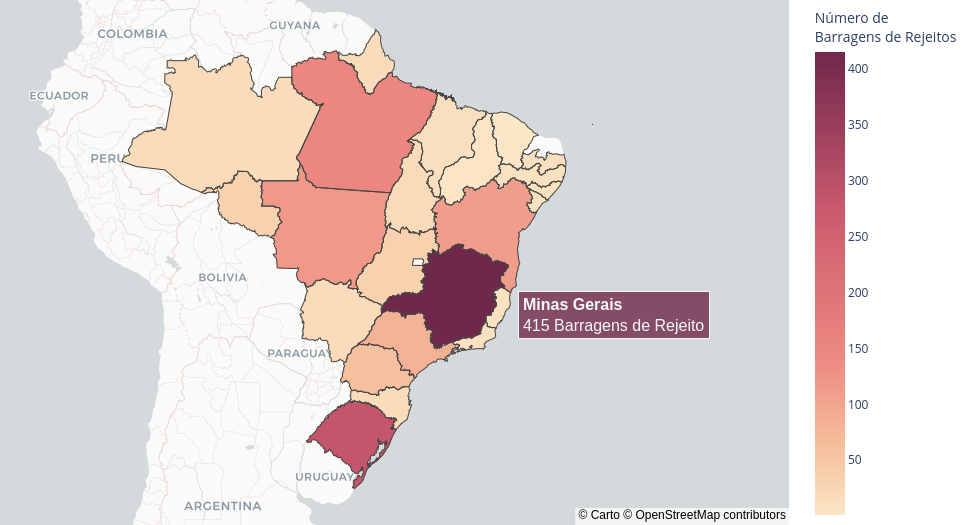 Número de
Barragens de Rejeitos
400
350
300
250
200
150
100
50
GUYANA
COLOMBIA
ECUADOR
PERU
BOLIVIA
Minas Gerais
415 Barragens de Rejeito
PARAGUAY
URUGUAY
ARGENTINA
© Carto © OpenStreetMap contributors